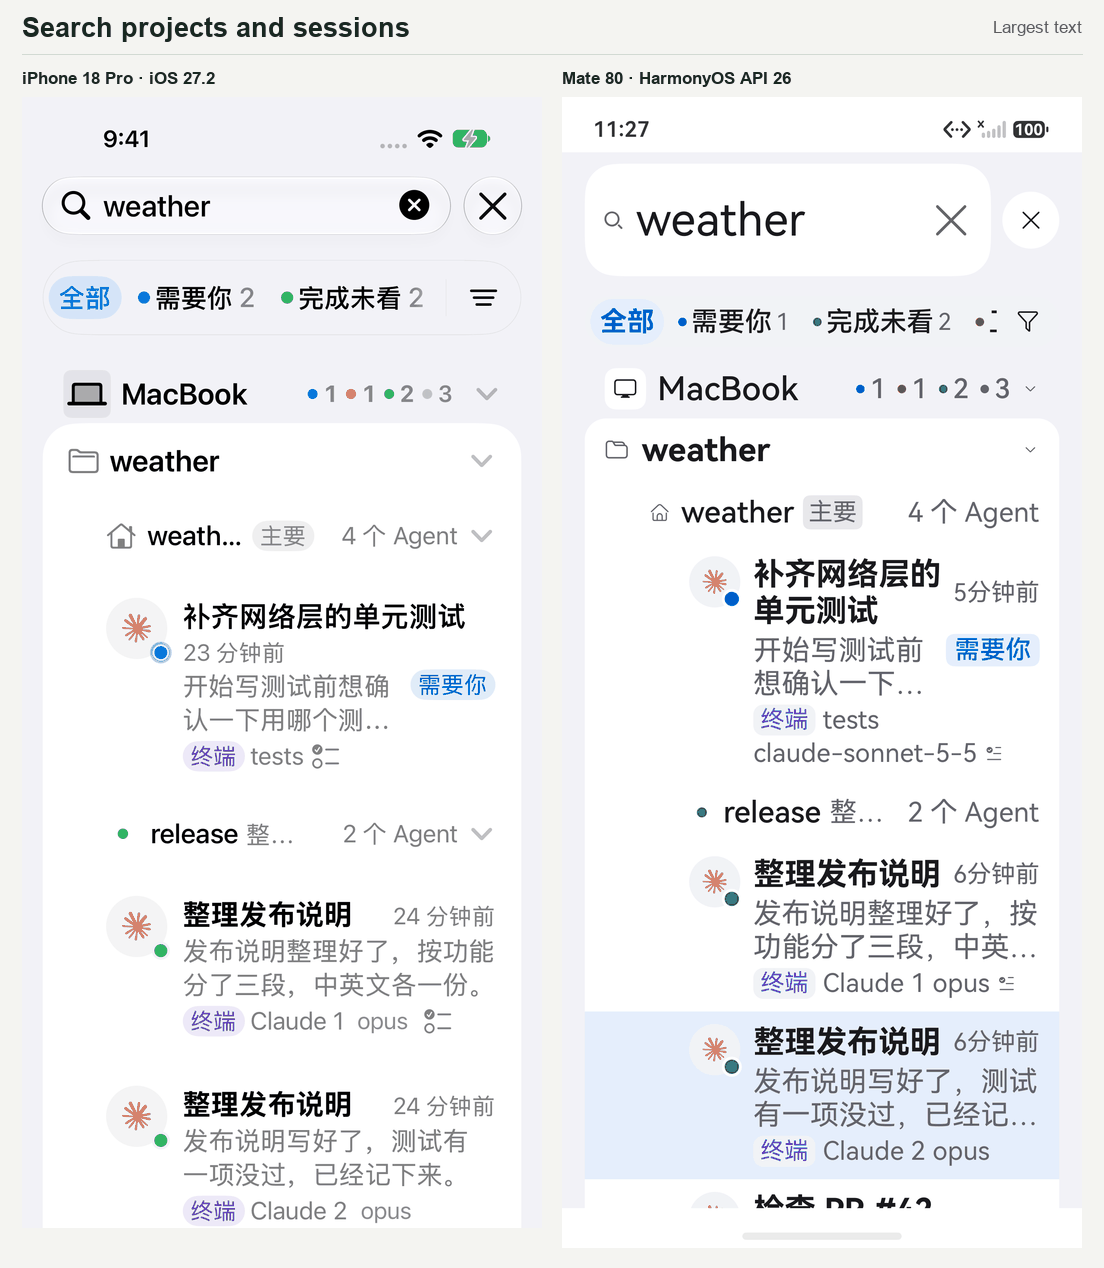 Search projects and sessions
Largest text
iPhone 18 Pro · iOS 27.2
9:41
weather
全部
需要你 2
完成未看 2
MacBook
1 1 2 3
weather
weath...
主要
4 个 Agent
补齐网络层的单元测试
23 分钟前
开始写测试前想确
认一下用哪个测...
需要你
终端 tests
release 整...
2 个 Agent
整理发布说明
24 分钟前
发布说明整理好了，按功能
分了三段，中英文各一份。
终端 Claude 1 opus
整理发布说明
24 分钟前
发布说明写好了，测试有
一项没过，已经记下来。
终端 Claude 2 opus
Mate 80 · HarmonyOS API 26
11:27
100
weather
全部
需要你 1
完成未看 2
MacBook
1 1 2 3
weather
weather 主要
4 个 Agent
补齐网络层的
单元测试
5分钟前
开始写测试前
想确认一下...
需要你
终端 tests
claude-sonnet-5-5
release 整...
2 个 Agent
整理发布说明
6分钟前
发布说明整理好了，按
功能分了三段，中英...
终端 Claude 1 opus
整理发布说明
6分钟前
发布说明写好了，测试
有一项没过，已经记...
终端 Claude 2 opus